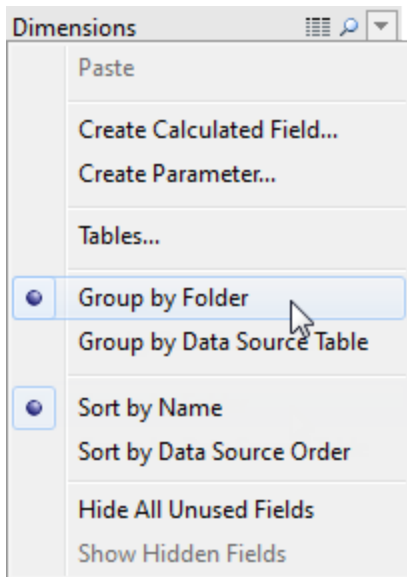 Dimensions
Paste
Create Calculated Field...
Create Parameter...
Tables...
Group by Folder
Group by Data Source Table
Sort by Name
Sort by Data Source Order
Hide All Unused Fields
Show Hidden Fields